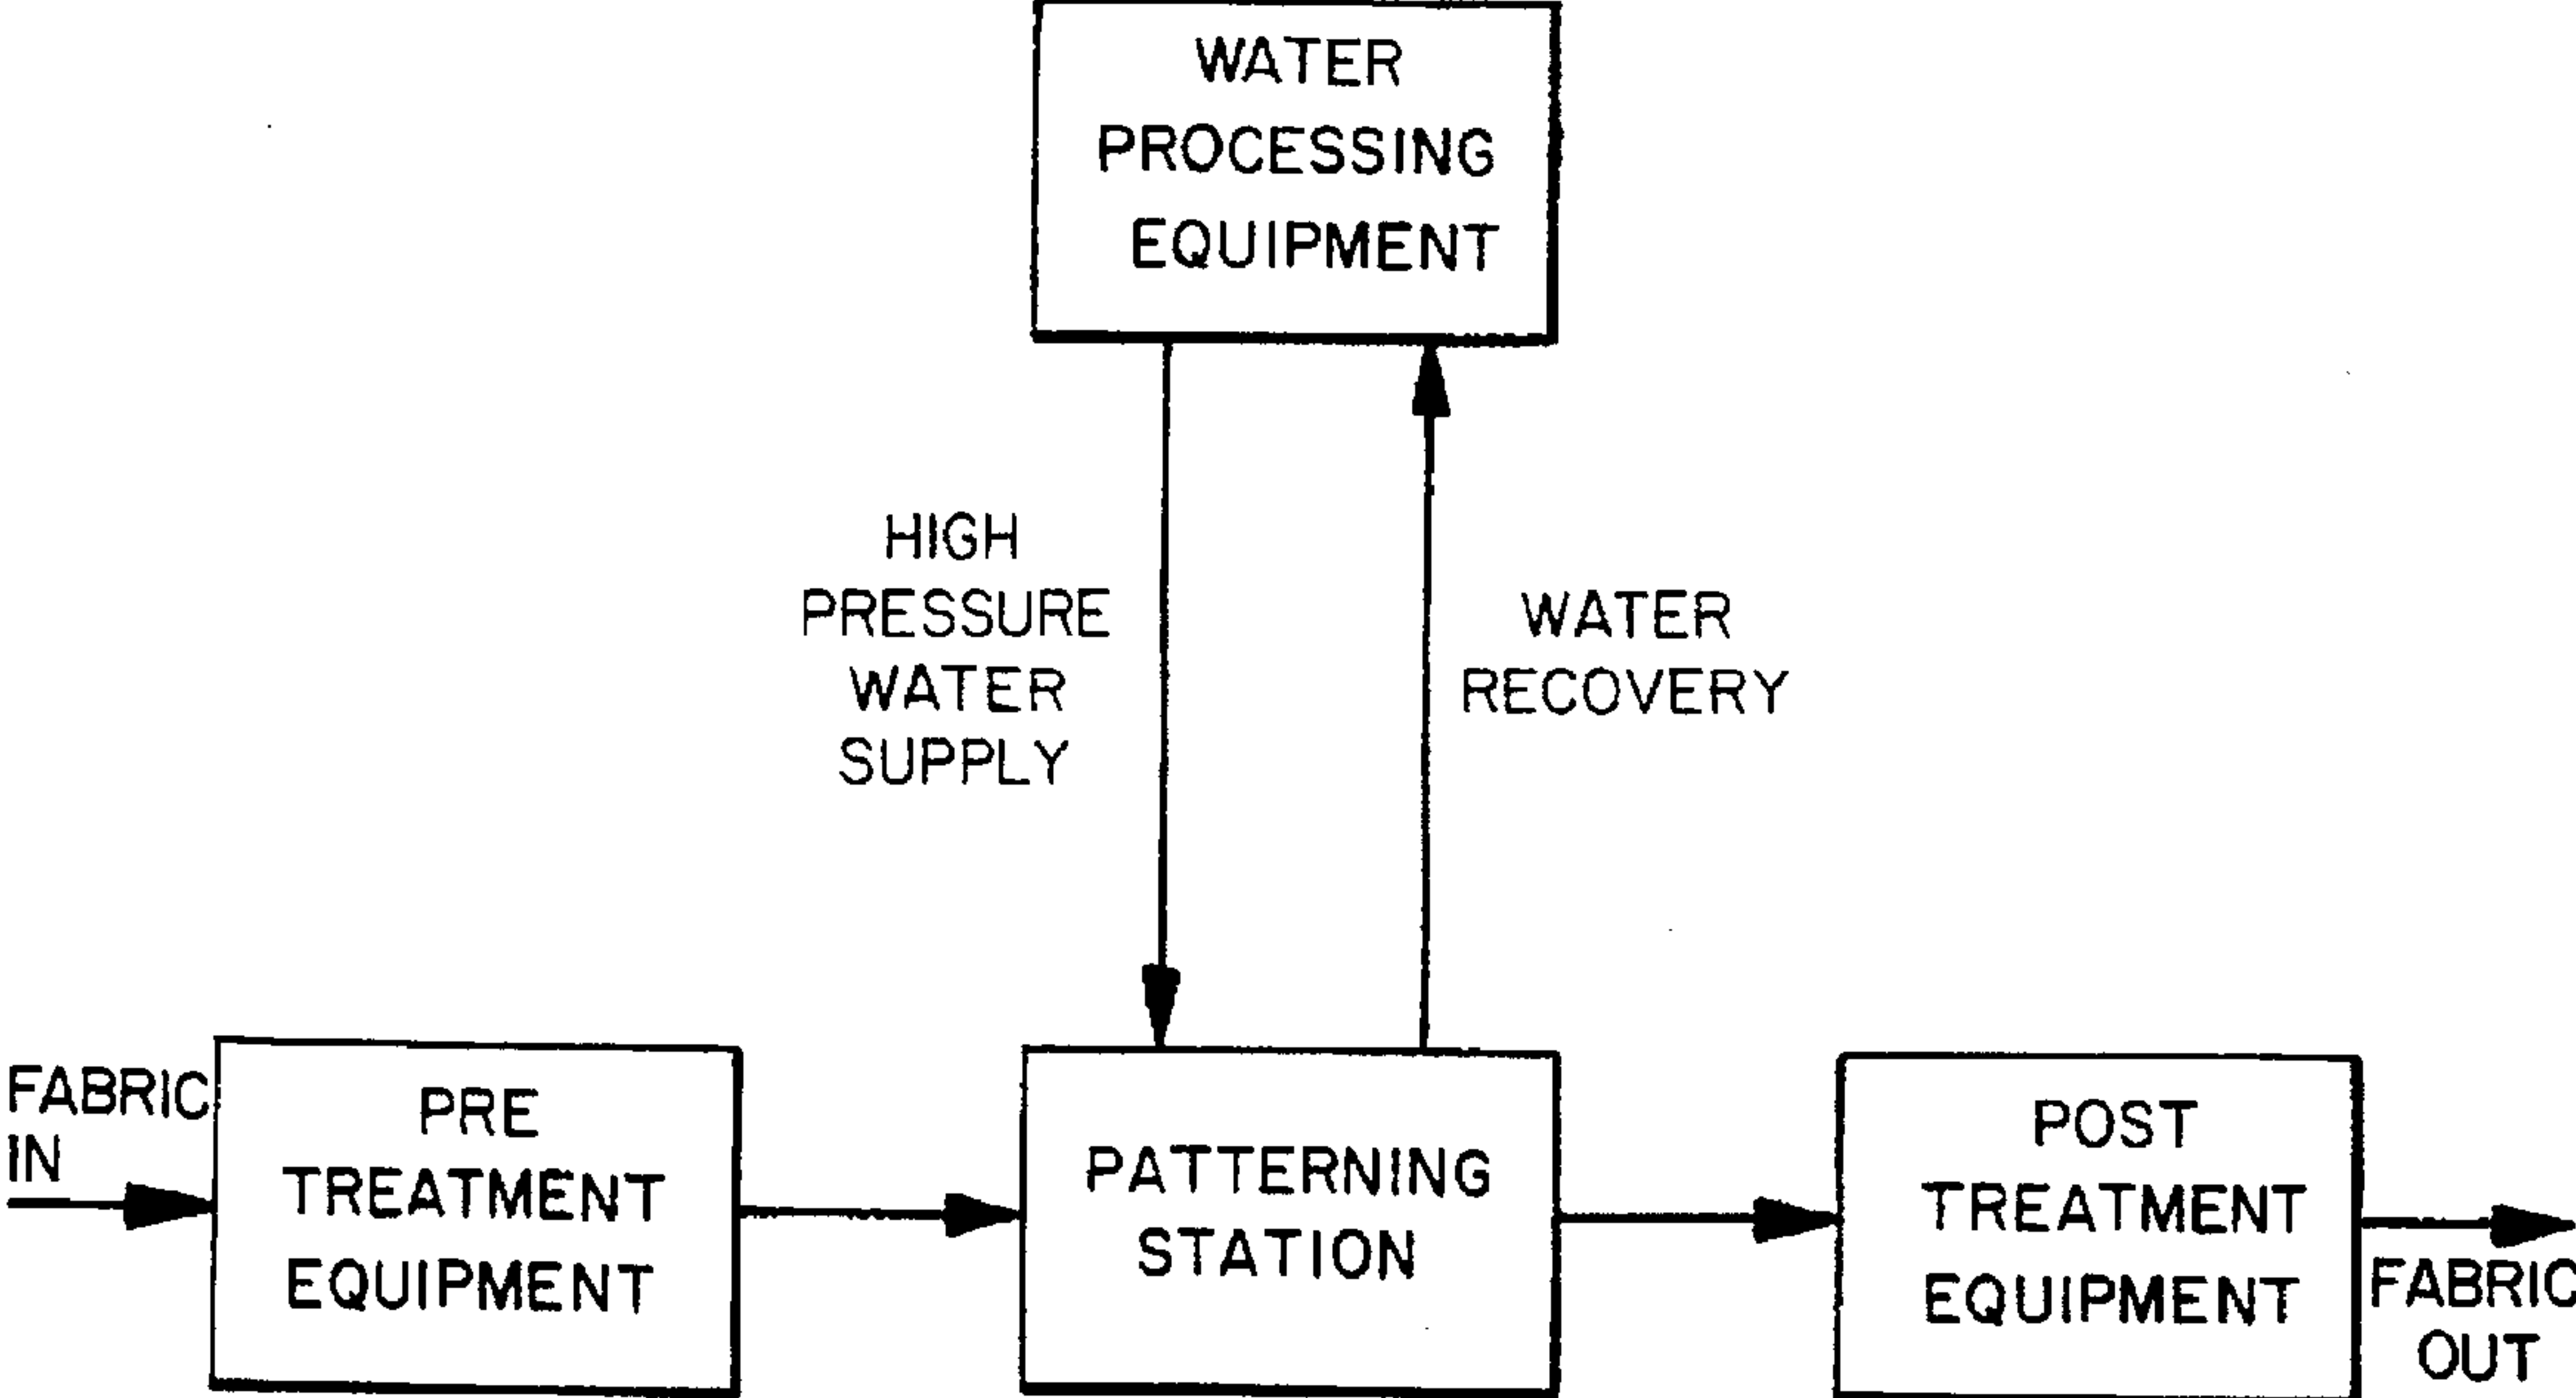 WATER
PROCESSING
EQUIPMENT
HIGH
PRESSURE
WATER
SUPPLY
WATER
RECOVERY
FABRIC
IN
PRE
TREATMENT
EQUIPMENT
PATTERNING
STATION
POST
TREATMENT
EQUIPMENT
FABRIC
OUT